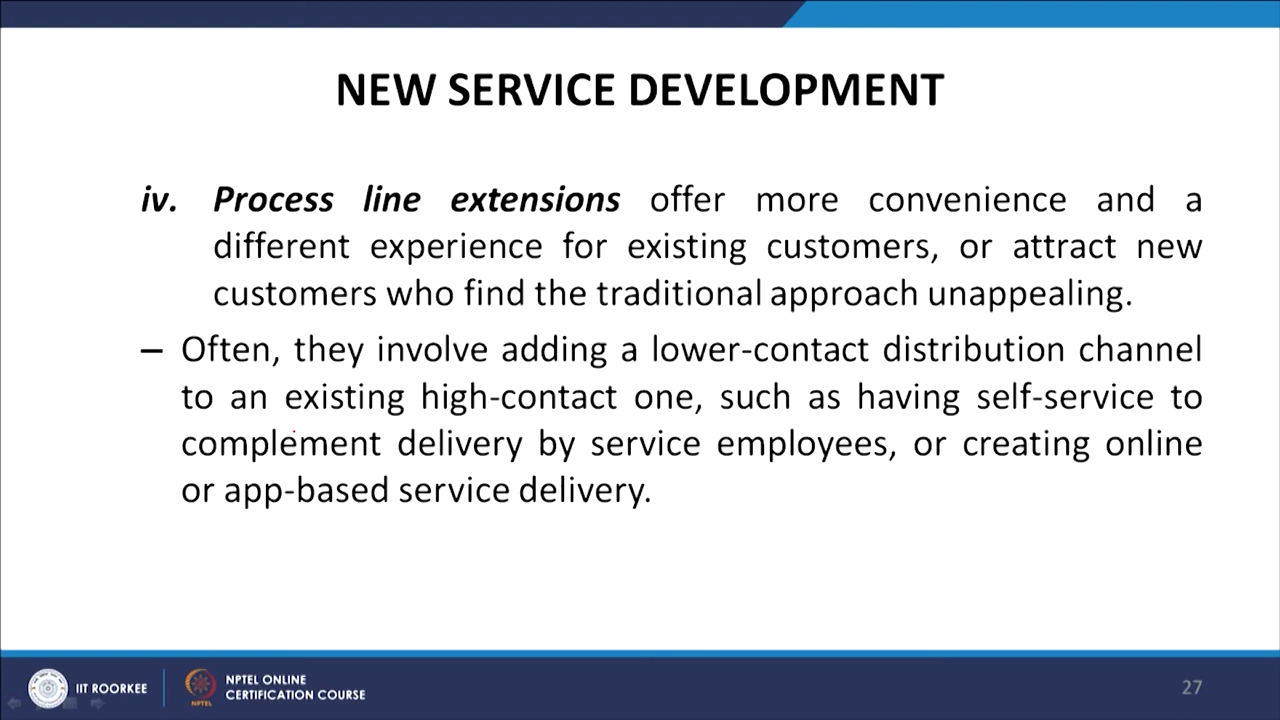 NEW SERVICE DEVELOPMENT
iv. Process line extensions offer more convenience and a
different experience for existing customers, or attract new
customers who find the traditional approach unappealing.
– Often, they involve adding a lower-contact distribution channel
to an existing high-contact one, such as having self-service to
complement delivery by service employees, or creating online
or app-based service delivery.
IIT ROORKEE
NPTEL
NPTEL ONLINE
CERTIFICATION COURSE
27